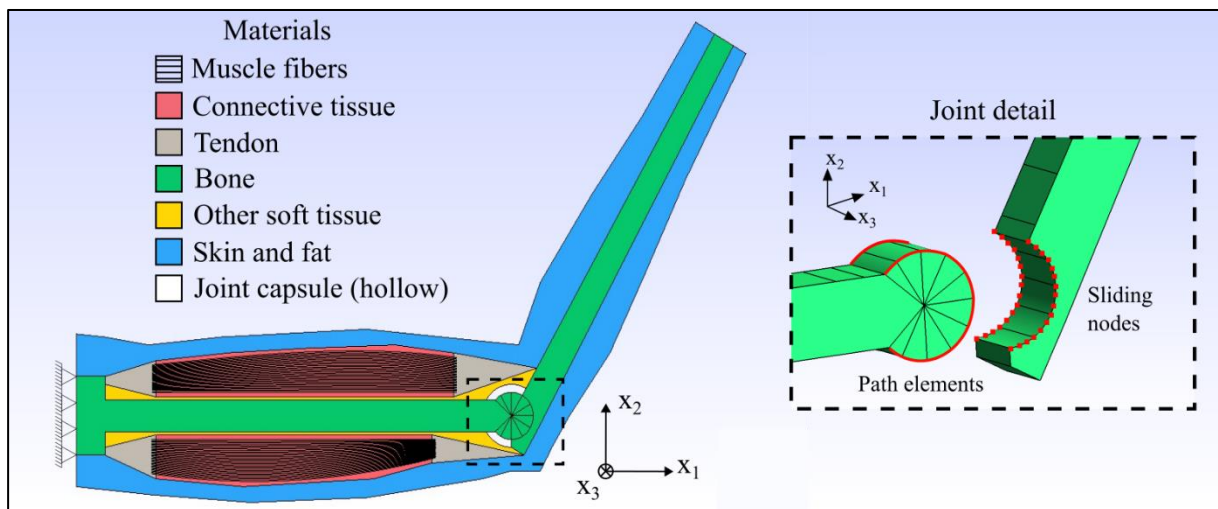 Materials
Muscle fibers
Connective tissue
Tendon
Bone
Other soft tissue
Skin and fat
Joint capsule (hollow)
x₂
x₁
x₃
Joint detail
x₂
x₁
x₃
Sliding
nodes
Path elements